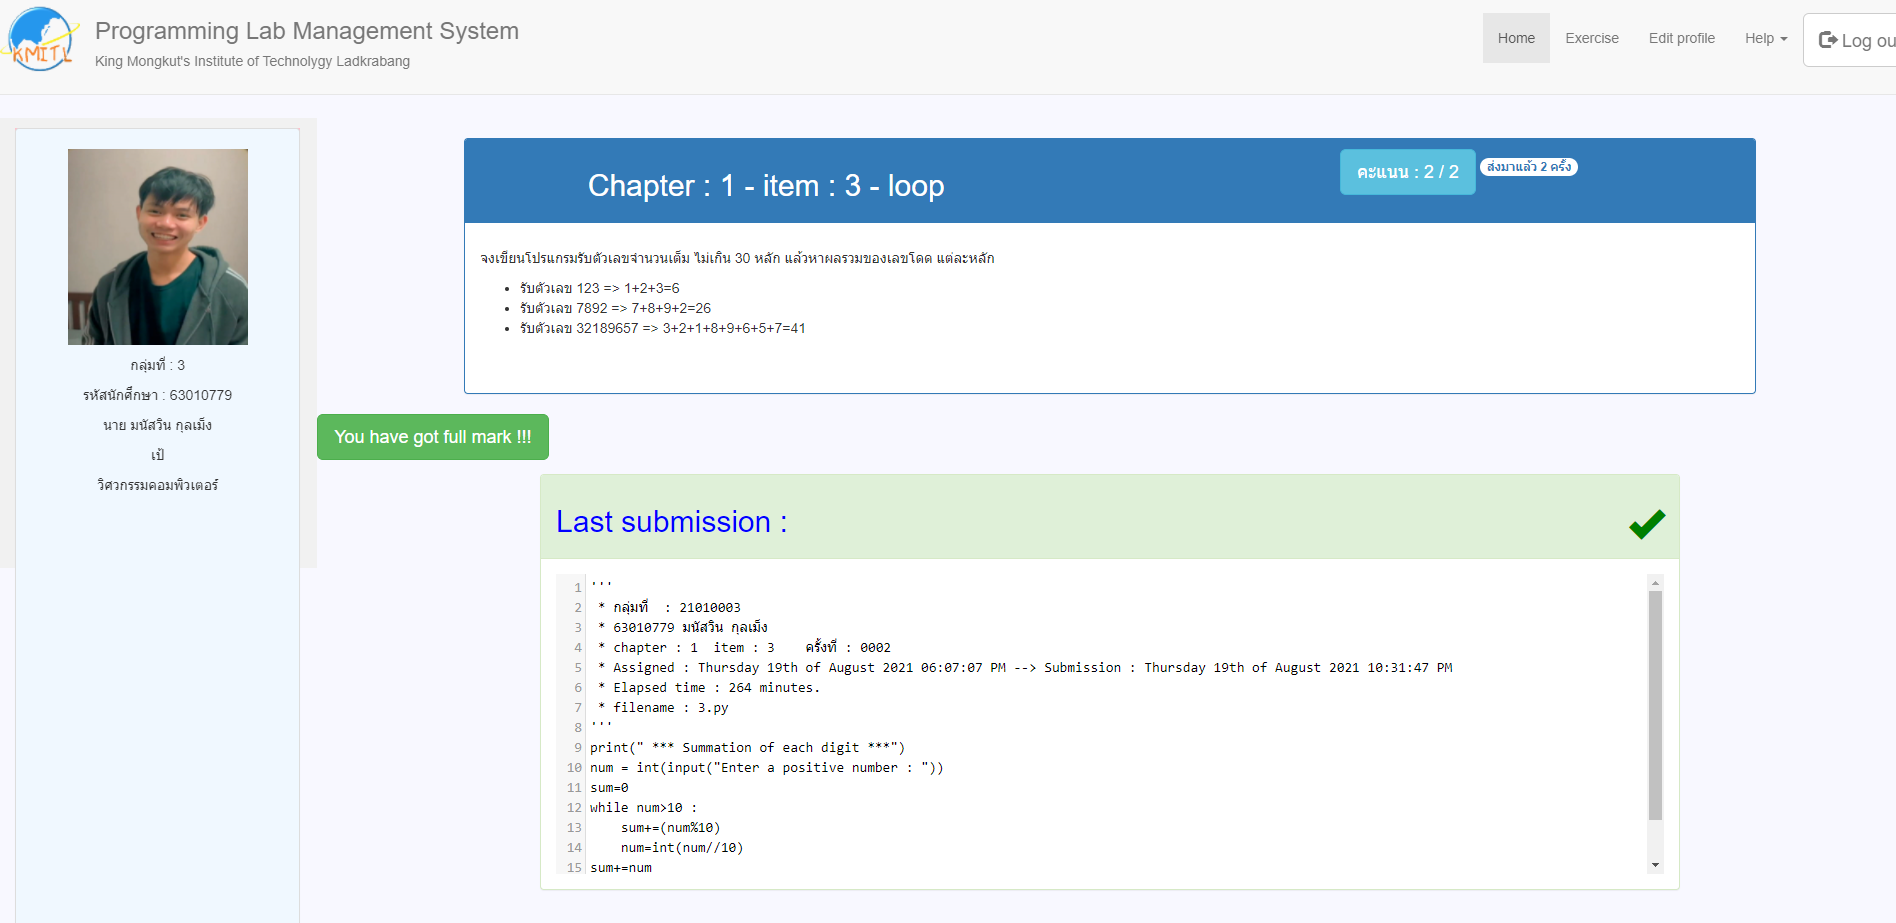 KMITL
Programming Lab Management System
King Mongkut's Institute of Technolygy Ladkrabang
Home
Exercise
Edit profile
Help
Log ou
กลุ่มที่ : 3
รหัสนักศึกษา : 63010779
นาย มนัสวิน กุลเม็ง
เป้
วิศวกรรมคอมพิวเตอร์
Chapter : 1 - item : 3 - loop
คะแนน : 2 / 2
ส่งมาแล้ว 2 ครั้ง
จงเขียนโปรแกรมรับตัวเลขจำนวนเต็ม ไม่เกิน 30 หลัก แล้วหาผลรวมของเลขโดด แต่ละหลัก
• รับตัวเลข 123 => 1+2+3=6
• รับตัวเลข 7892 => 7+8+9+2=26
• รับตัวเลข 32189657 => 3+2+1+8+9+6+5+7=41
You have got full mark !!!
Last submission :
1 '''
2 * กลุ่มที่ : 21010003
3 * 63010779 มนัสวิน กุลเม็ง
4 * chapter : 1 item : 3 ครั้งที่ : 0002
5 * Assigned : Thursday 19th of August 2021 06:07:07 PM --> Submission : Thursday 19th of August 2021 10:31:47 PM
6 * Elapsed time : 264 minutes.
7 * filename : 3.py
8 '''
9 print(" *** Summation of each digit ***")
10 num = int(input("Enter a positive number : "))
11 sum=0
12 while num>10 :
13 sum+=(num%10)
14 num=int(num//10)
15 sum+=num